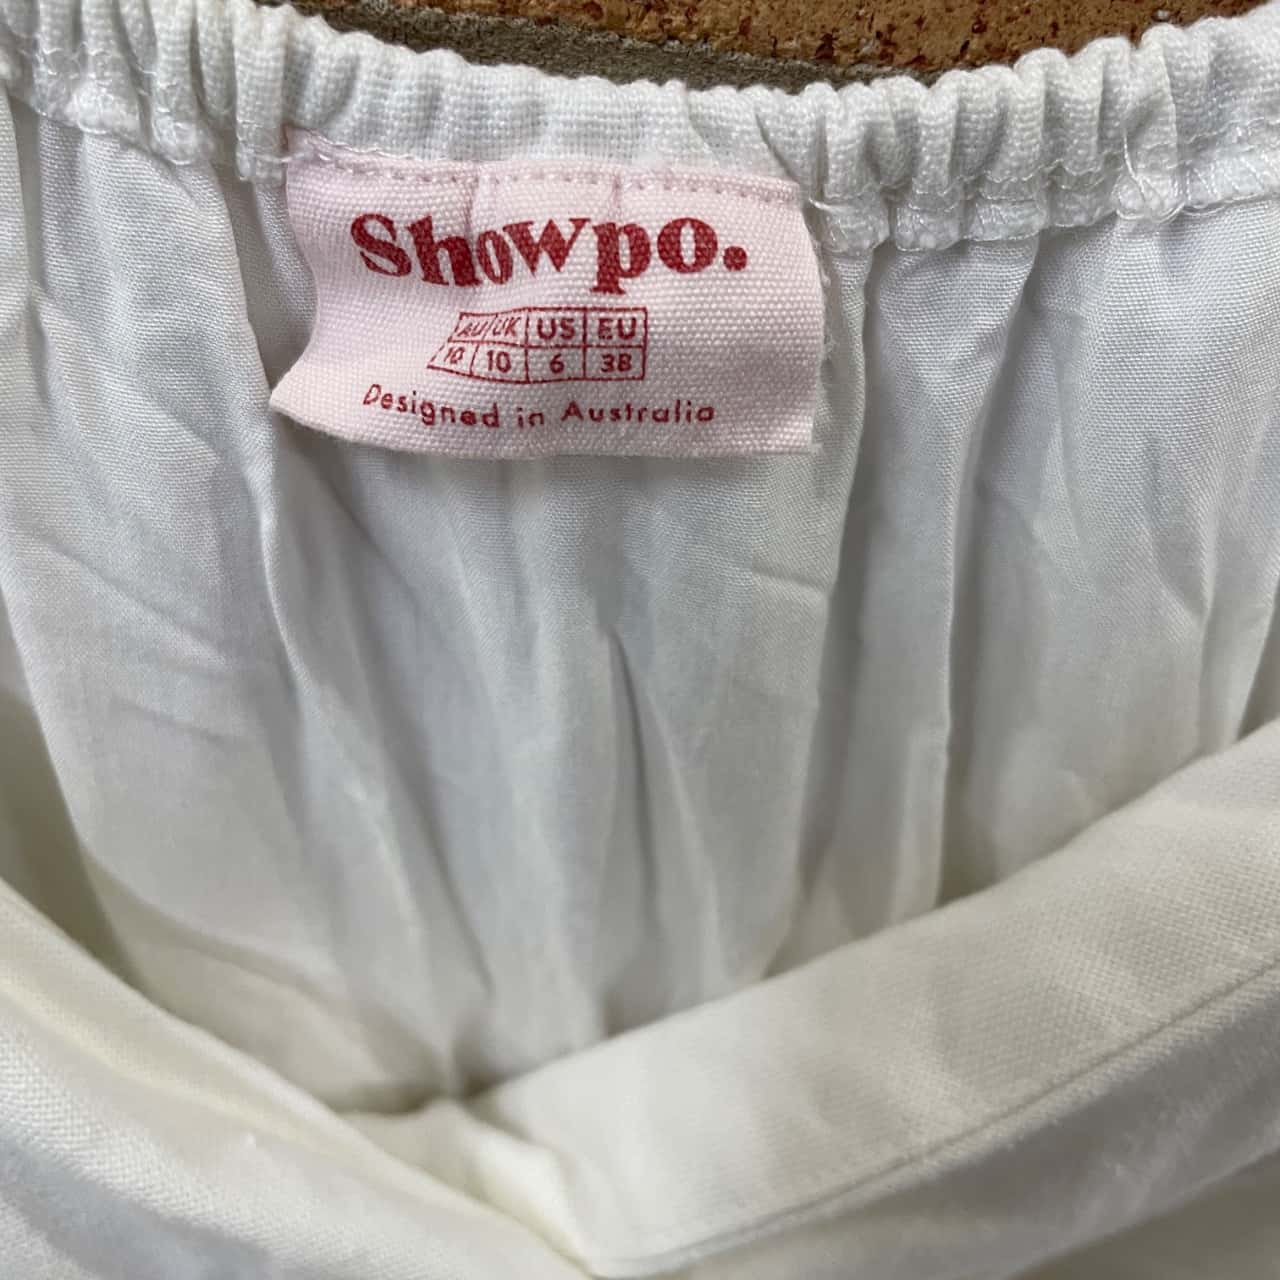 Showpo.
AU UK US EU
10 10 6 38
Designed in Australia